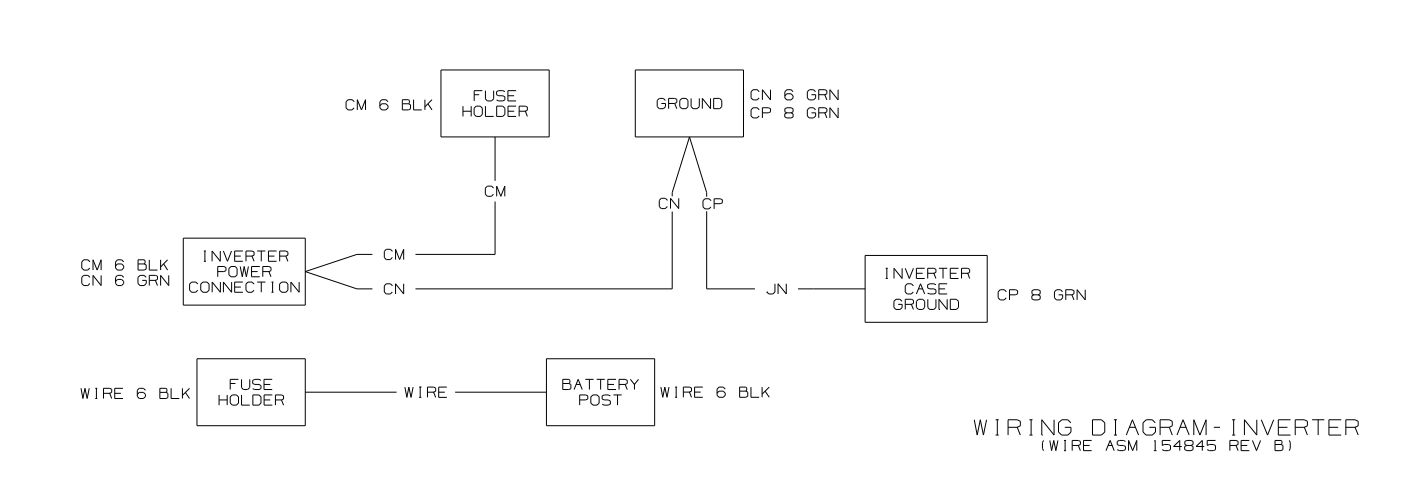 FUSE
HOLDER
CM 6 BLK
GROUND
CN 6 GRN
CP 8 GRN
CM
CN
CP
INVERTER
POWER
CONNECTION
CM 6 BLK
CN 6 GRN
CM
CN
JN
INVERTER
CASE
GROUND
CP 8 GRN
WIRE 6 BLK
FUSE
HOLDER
WIRE
BATTERY
POST
WIRE 6 BLK
WIRING DIAGRAM-INVERTER
(WIRE ASM 154845 REV B)